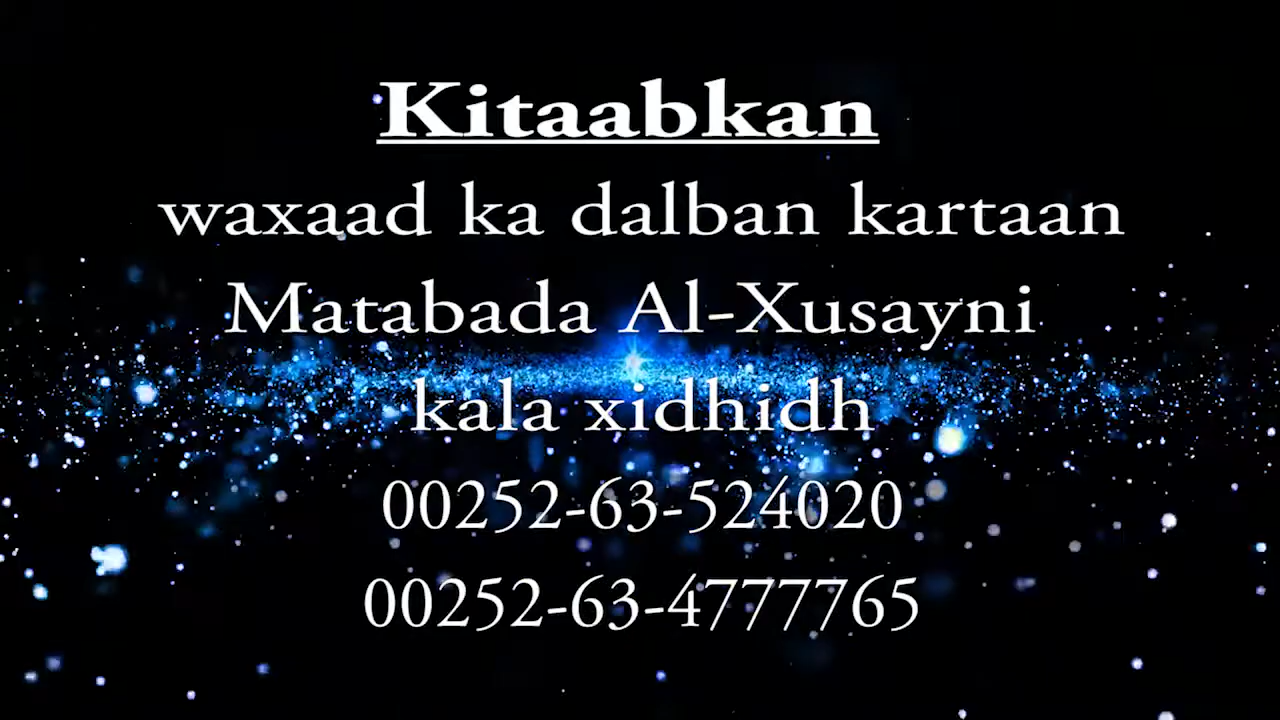 Kitaabkan
waxaad ka dalban kartaan
Matabada Al-Xusayni
kala xidhidh
00252-63-524020
00252-63-4777765